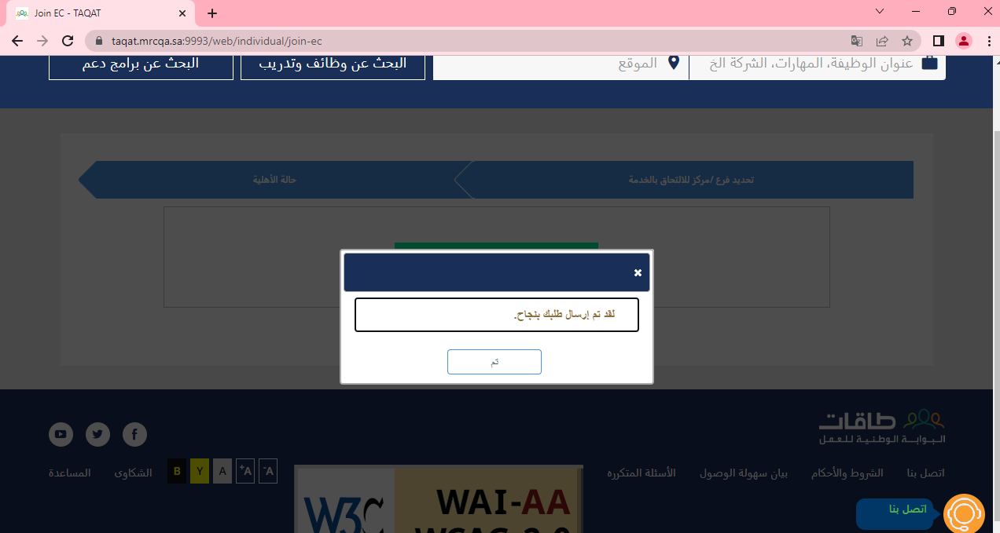 Join EC - TAQAT
taqat.mrcqa.sa:9993/web/individual/join-ec
عنوان الوظيفة، المهارات، الشركة الخ
الموقع
البحث عن وظائف وتدريب
البحث عن برامج دعم
تحديد فرع /مركز للالتحاق بالخدمة
حالة الأهلية
لقد تم إرسال طلبك بنجاح.
تم
طاقات
البوابة الوطنية للعمل
اتصل بنا
الشروط والأحكام
بيان سهولة الوصول
الأسئلة المتكرره
-A
+A
A
Y
B
الشكاوى
المساعدة
W3C
WAI-AA
WCAG 2.0
اتصل بنا